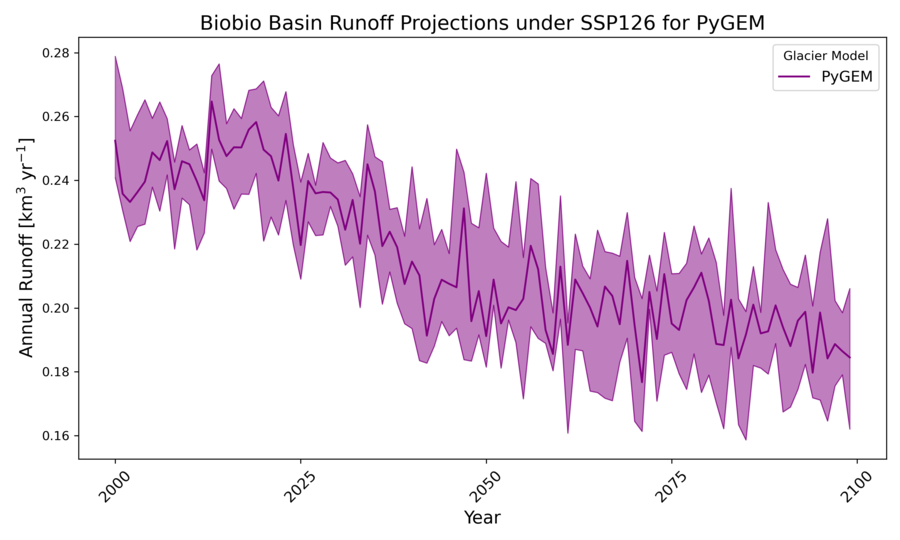 Biobio Basin Runoff Projections under SSP126 for PyGEM
Glacier Model
PyGEM
Annual Runoff [km³ yr⁻¹]
0.28
0.26
0.24
0.22
0.20
0.18
0.16
2000
2025
2050
2075
2100
Year